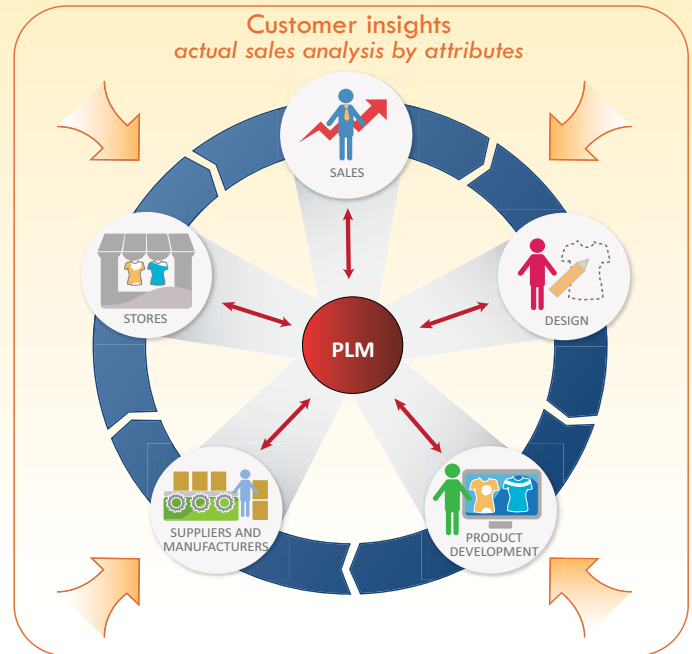 Customer insights
actual sales analysis by attributes
SALES
STORES
DESIGN
PLM
SUPPLIERS AND
MANUFACTURERS
PRODUCT
DEVELOPMENT